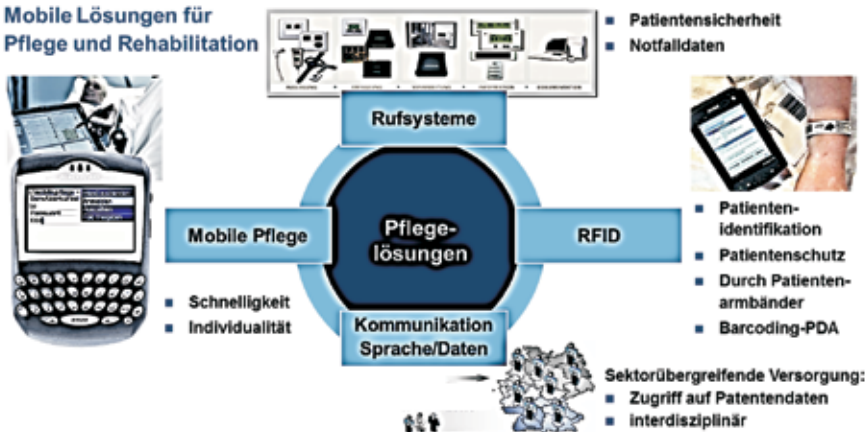 Mobile Lösungen für
Pflege und Rehabilitation
Patientensicherheit
Notfalldaten
Rufsysteme
Mobile Pflege
Pflege-
lösungen
RFID
Schnelligkeit
Individualität
Patienten-
identifikation
Patientenschutz
Durch Patienten-
armbänder
Barcoding-PDA
Kommunikation
Sprache/Daten
Sektorübergreifende Versorgung:
Zugriff auf Patentendaten
interdisziplinär